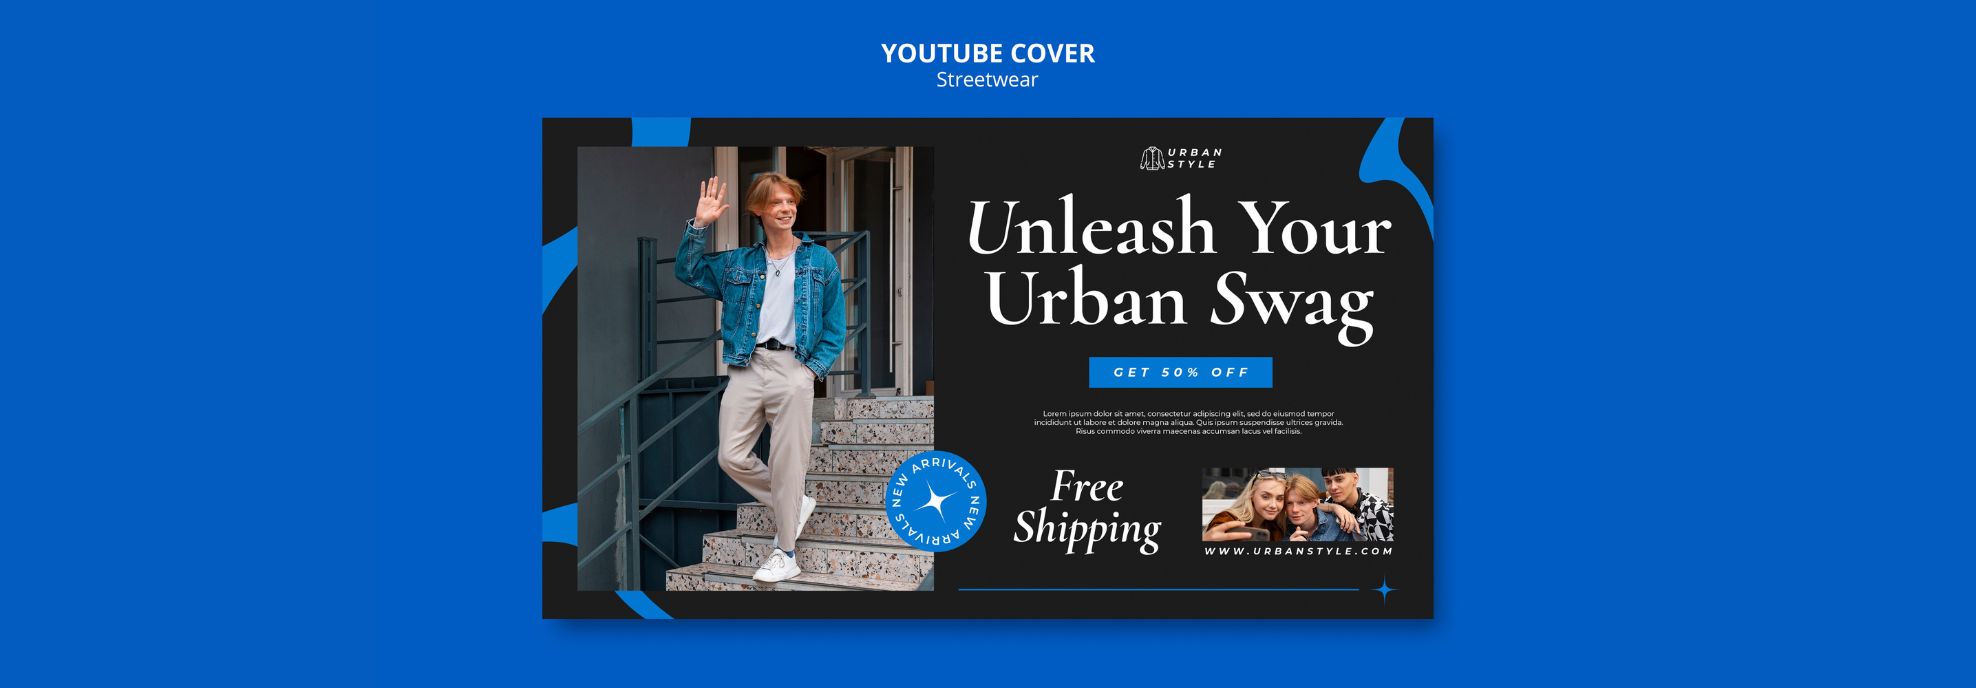 YOUTUBE COVER
Streetwear
URBAN
STYLE
Unleash Your
Urban Swag
GET 50% OFF
Lorem ipsum dolor sit amet, consectetur adipiscing elit, sed do eiusmod tempor
incididunt ut labore et dolore magna aliqua. Quis ipsum suspendisse ultrices gravida.
Risus commodo viverra maecenas accumsan lacus vel facilisis.
NEW ARRIVALS NEW ARRIVALS
Free
Shipping
WWW.URBANSTYLE.COM